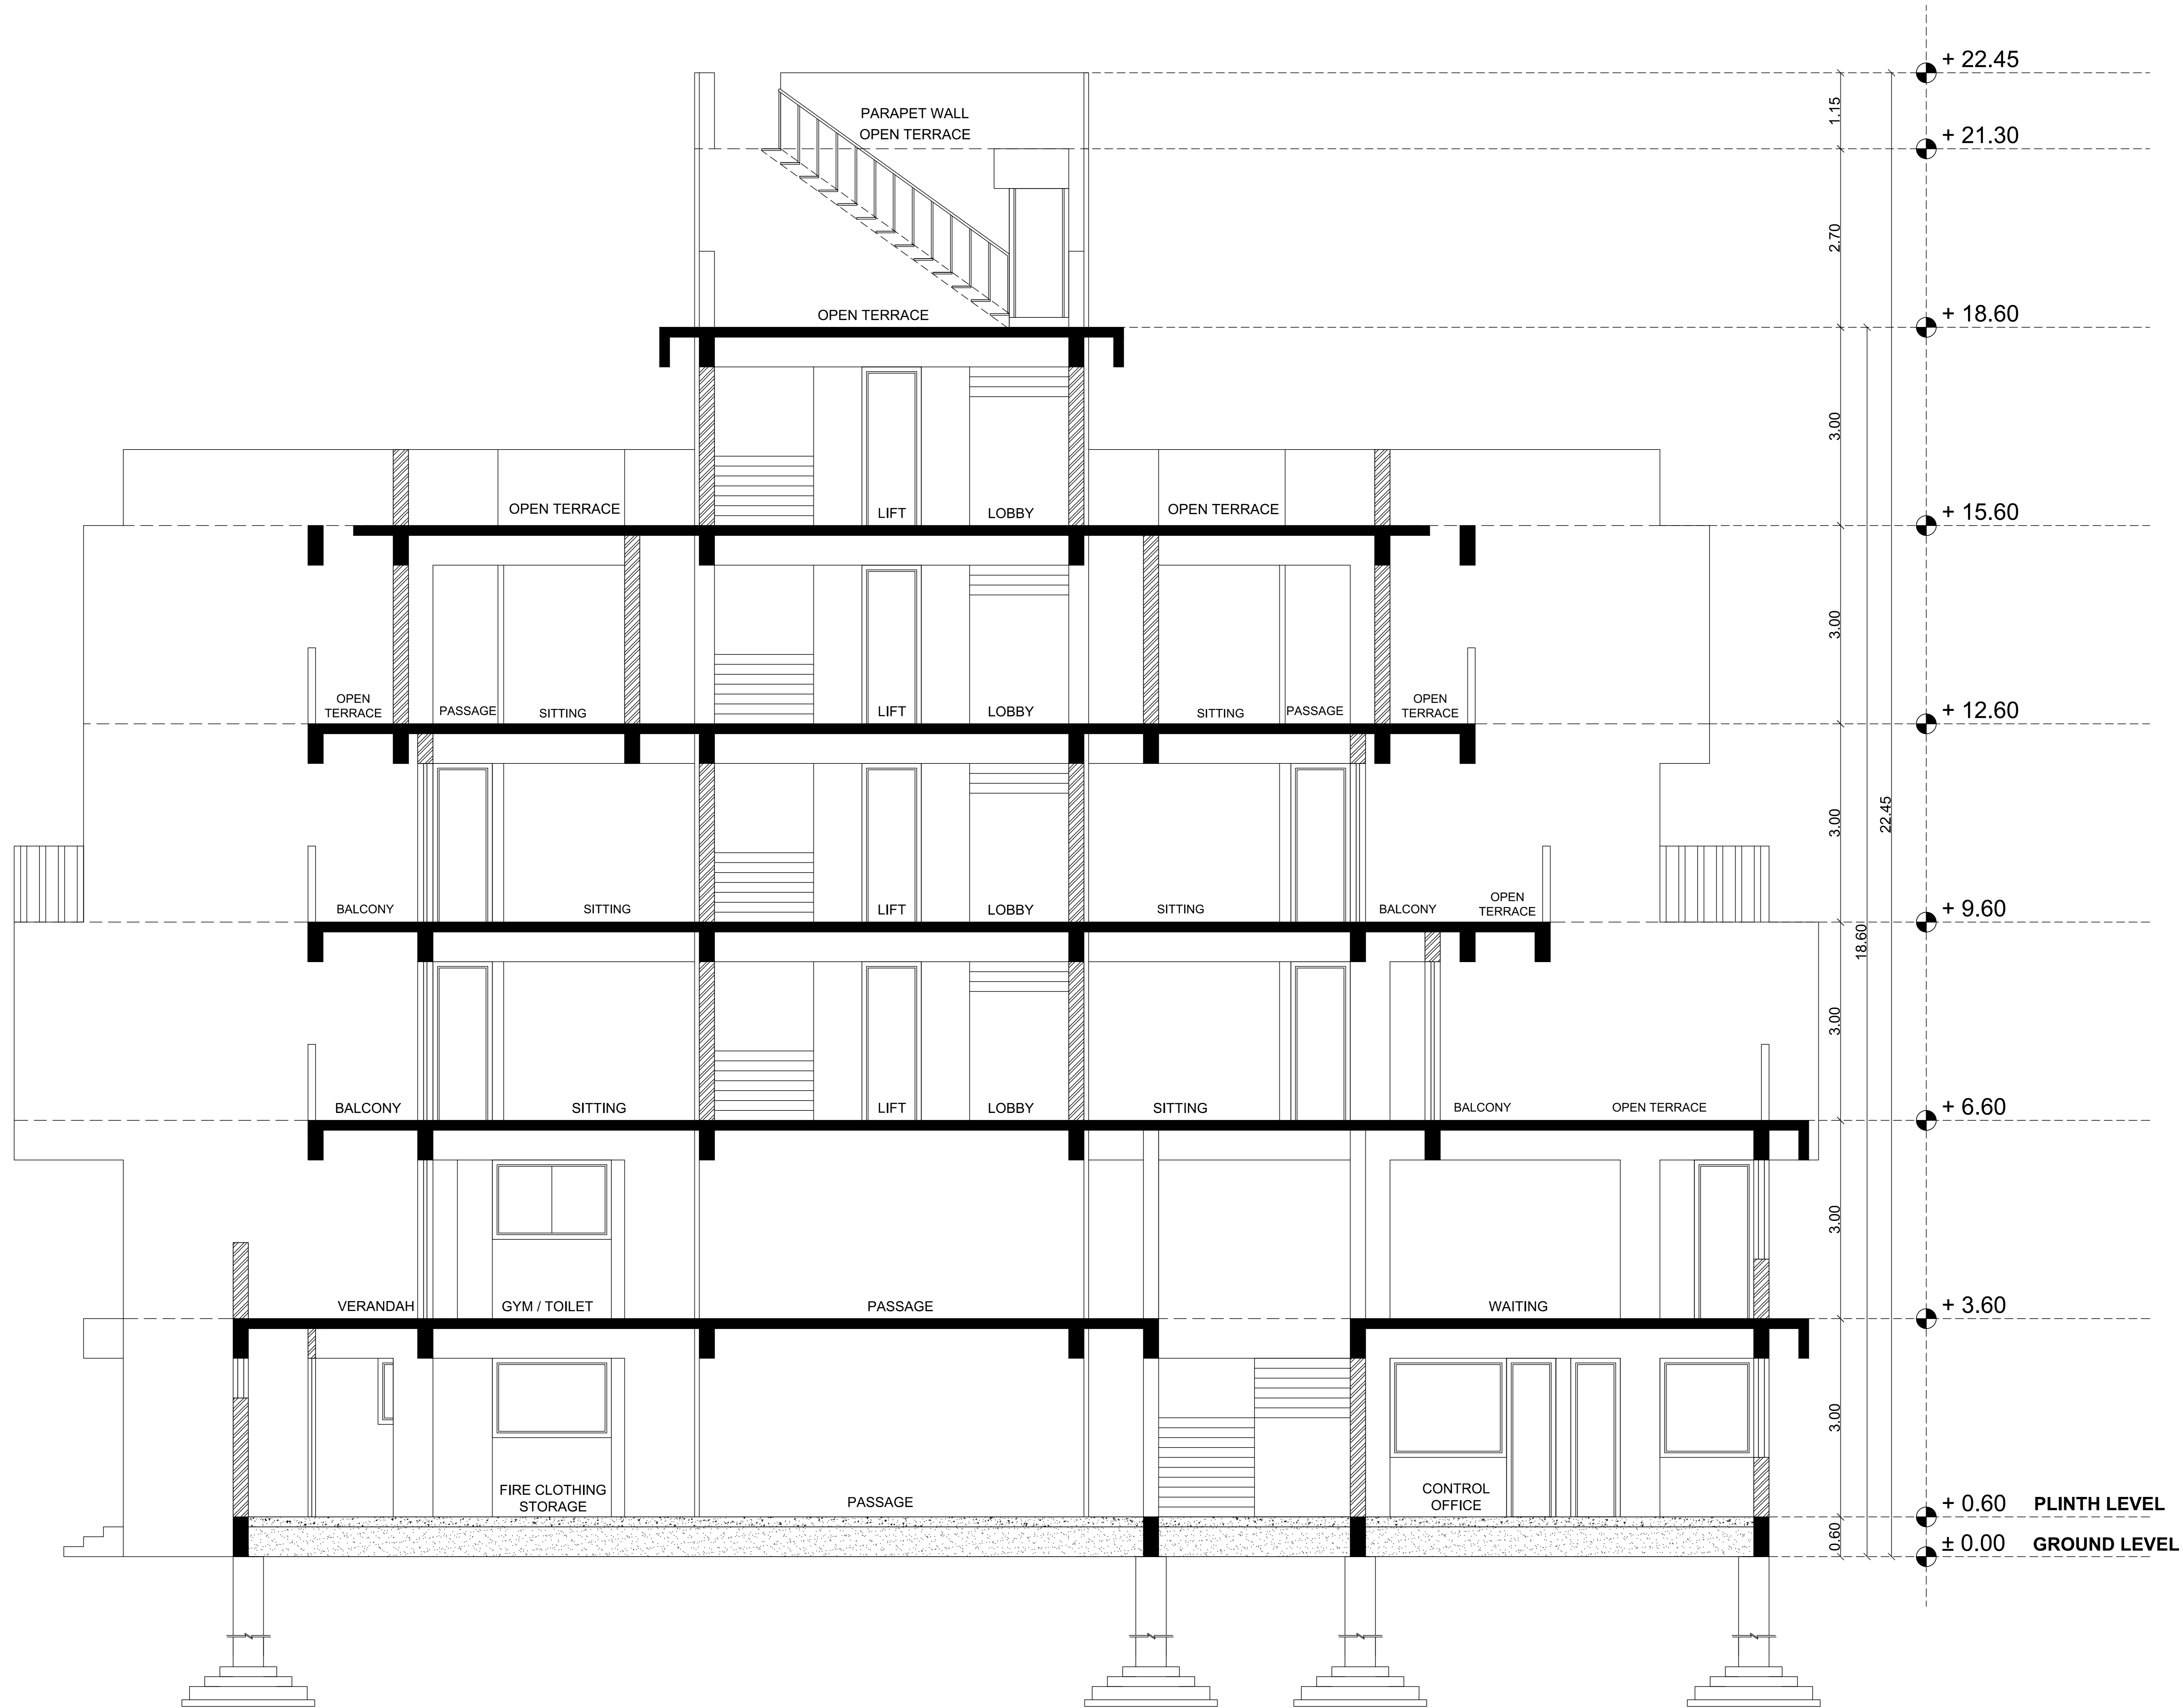 + 22.45
1.15
PARAPET WALL
OPEN TERRACE
+ 21.30
2.70
OPEN TERRACE
+ 18.60
3.00
OPEN TERRACE
LIFT
LOBBY
OPEN TERRACE
+ 15.60
3.00
OPEN
TERRACE
PASSAGE
SITTING
LIFT
LOBBY
SITTING
PASSAGE
OPEN
TERRACE
+ 12.60
3.00
22.45
BALCONY
SITTING
LIFT
LOBBY
SITTING
BALCONY
OPEN
TERRACE
+ 9.60
18.60
3.00
BALCONY
SITTING
LIFT
LOBBY
SITTING
BALCONY
OPEN TERRACE
+ 6.60
3.00
VERANDAH
GYM / TOILET
PASSAGE
WAITING
+ 3.60
3.00
FIRE CLOTHING
STORAGE
PASSAGE
CONTROL
OFFICE
+ 0.60 PLINTH LEVEL
0.60
± 0.00 GROUND LEVEL